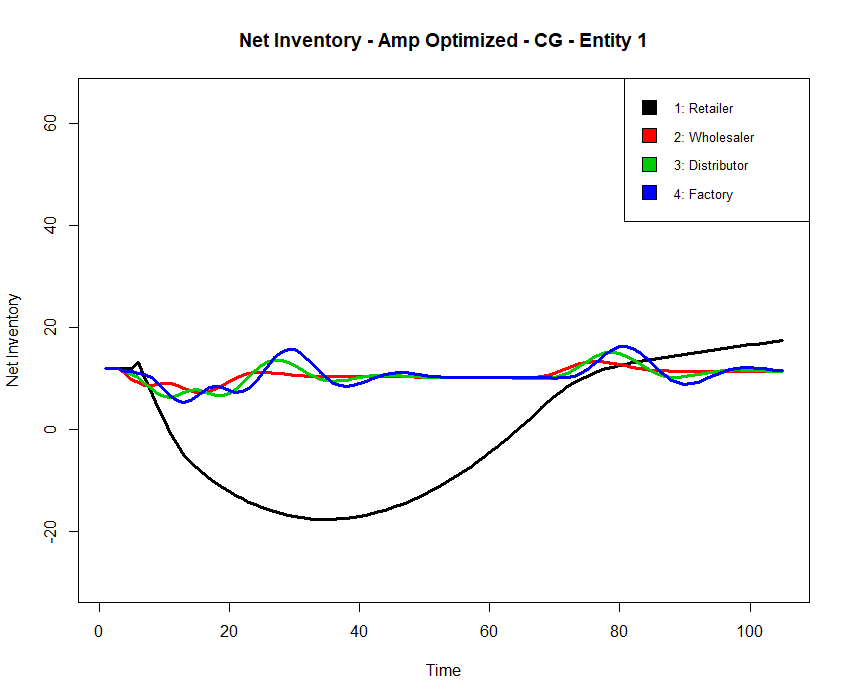 Net Inventory - Amp Optimized - CG - Entity 1
1: Retailer
2: Wholesaler
3: Distributor
4: Factory
Net Inventory
60
40
20
0
-20
0 20 40 60 80 100
Time